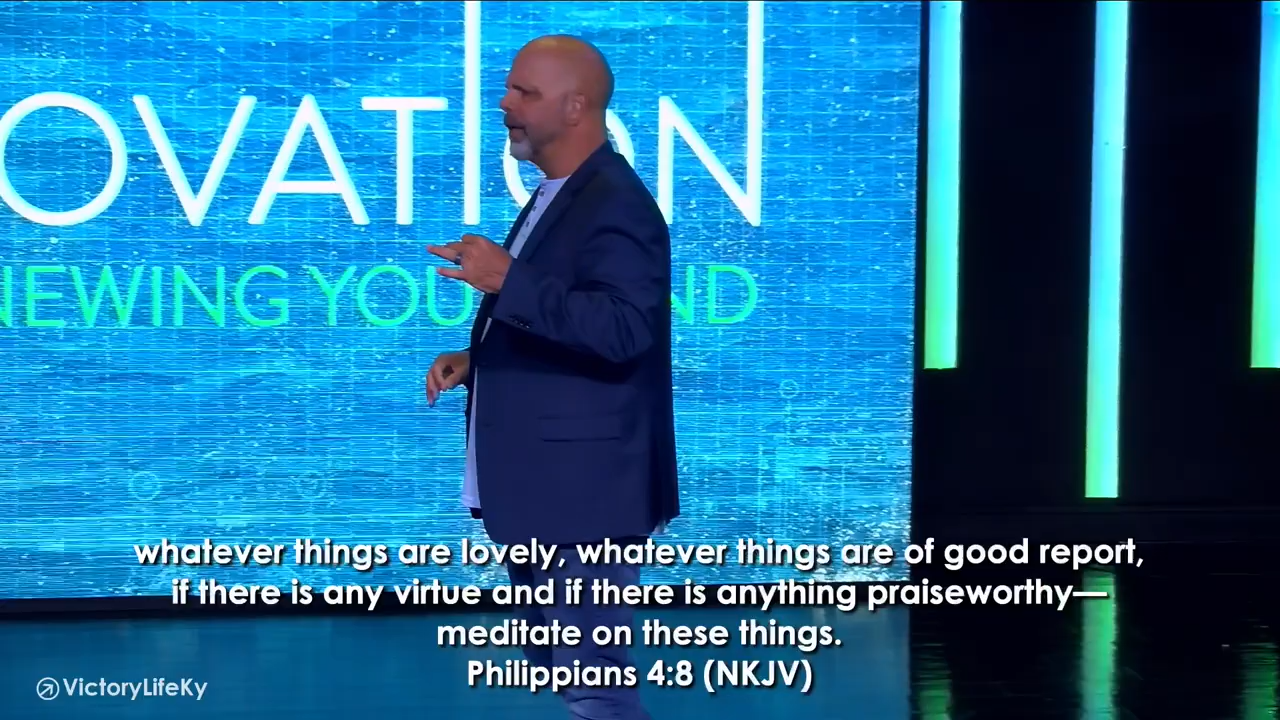 OVATION
NEWING YOU ND
whatever things are lovely, whatever things are of good report,
if there is any virtue and if there is anything praiseworthy—
meditate on these things.
Philippians 4:8 (NKJV)
VictoryLifeKy